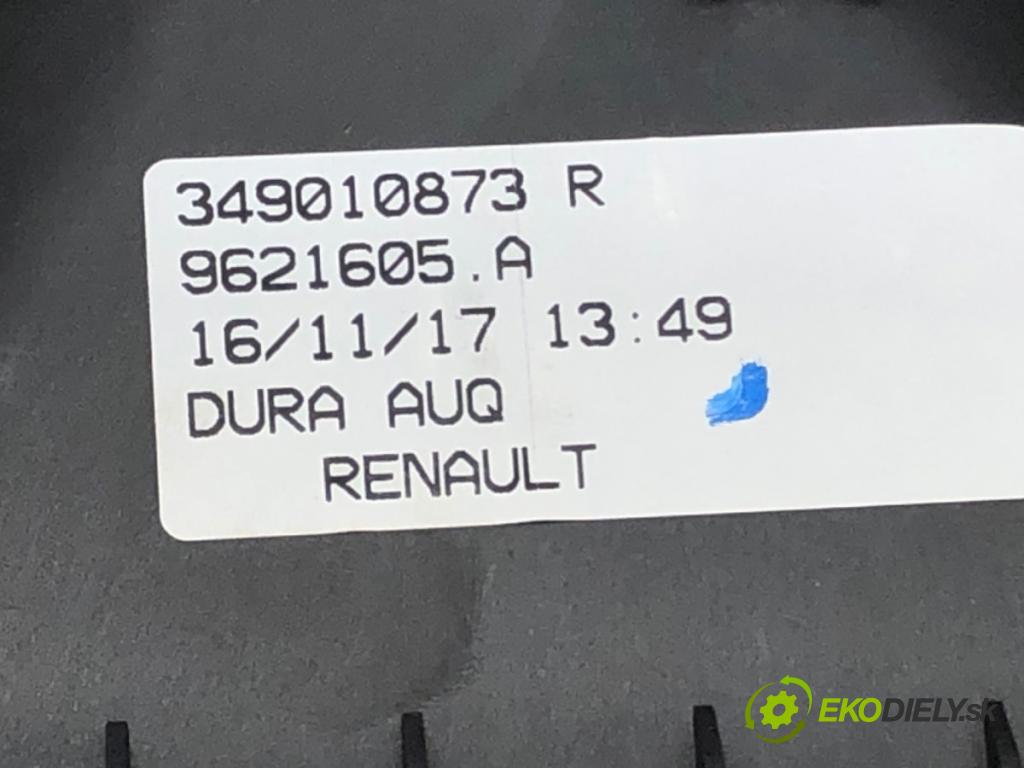 349010873 R
9621605.A
16/11/17 13:49
DURA AUQ
RENAULT
EKODIELY.sk